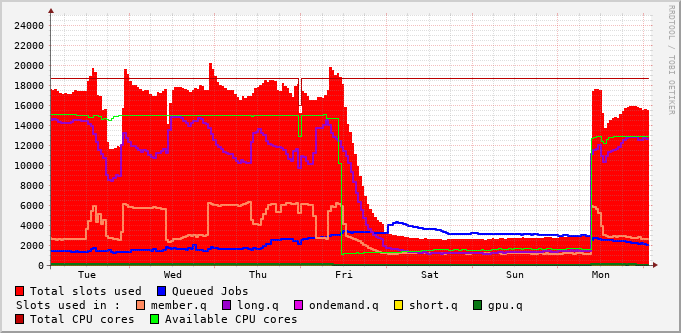 24000
22000
20000
18000
16000
14000
12000
10000
8000
6000
4000
2000
0
Tue Wed Thu Fri Sat Sun Mon
Total slots used Queued Jobs
Slots used in : member.q long.q ondemand.q short.q gpu.q
Total CPU cores Available CPU cores
RRDTOOL / TOBI OETIKER